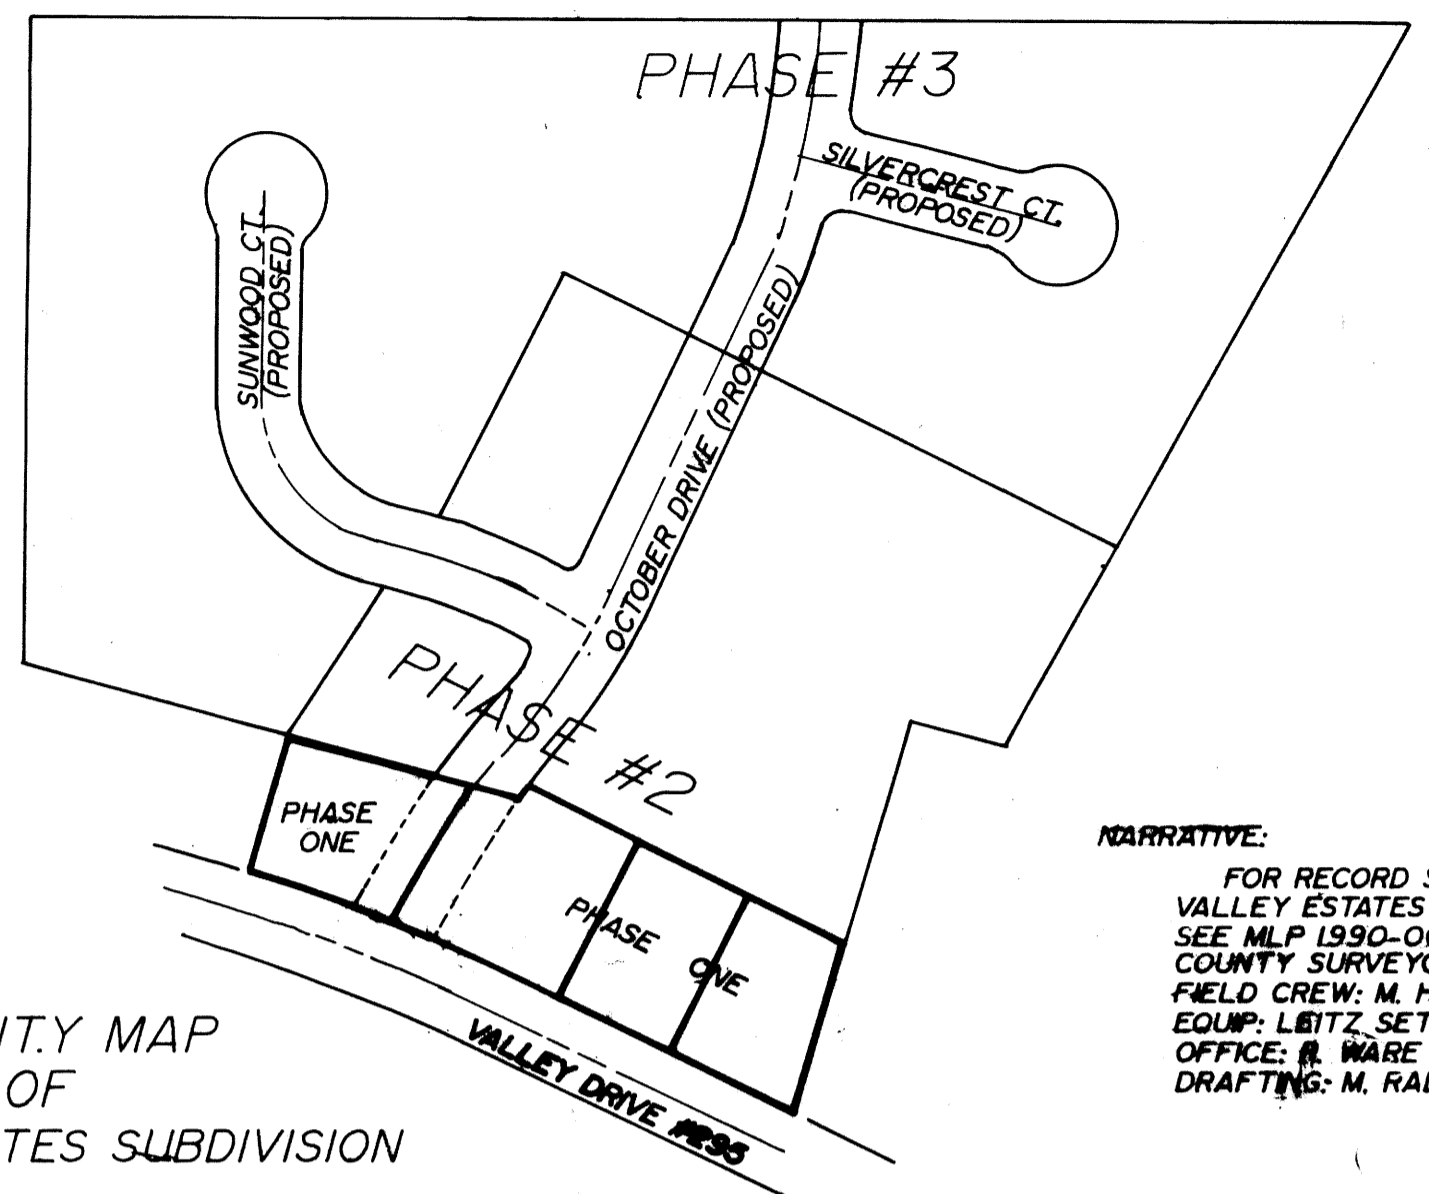 PHASE #3
SILVERCREST CT.
(PROPOSED)
SUNWOOD CT.
(PROPOSED)
OCTOBER DRIVE (PROPOSED)
PHASE #2
PHASE
ONE
PHASE ONE
VALLEY DRIVE #295
NARRATIVE:
FOR RECORD
VALLEY ESTATES
SEE MLP 1990-
COUNTY
FIELD CREW: M.
EQUIP: LEITZ SET
OFFICE: WARE
DRAFTING: M.
MAP
OF
SUBDIVISION